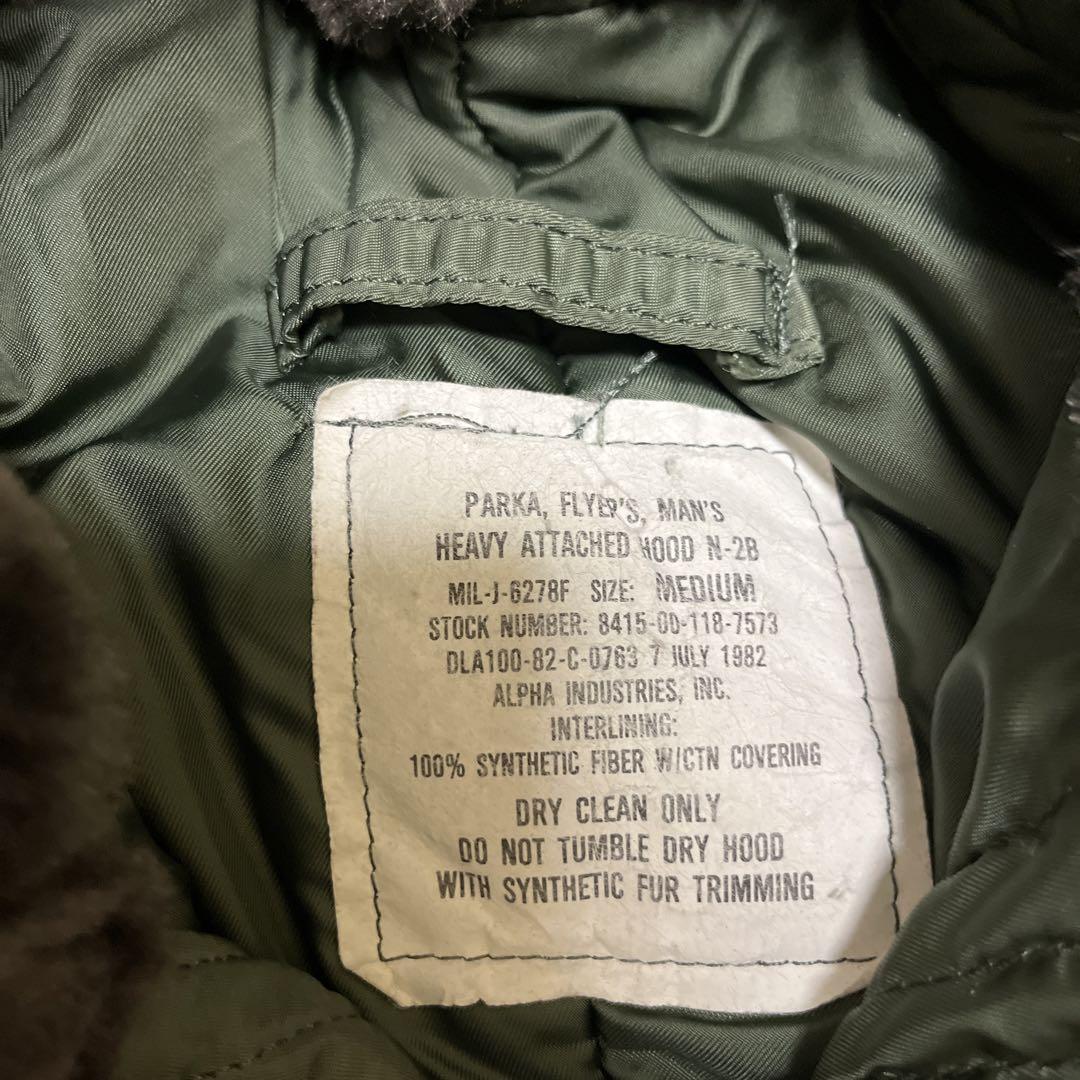 PARKA, FLYER'S, MAN'S
HEAVY ATTACHED HOOD N-2B
MIL-J-6278F SIZE: MEDIUM
STOCK NUMBER: 8415-00-118-7573
DLA100-82-C-0763 7 JULY 1982
ALPHA INDUSTRIES, INC.
INTERLINING:
100% SYNTHETIC FIBER W/CTN COVERING
DRY CLEAN ONLY
DO NOT TUMBLE DRY HOOD
WITH SYNTHETIC FUR TRIMMING